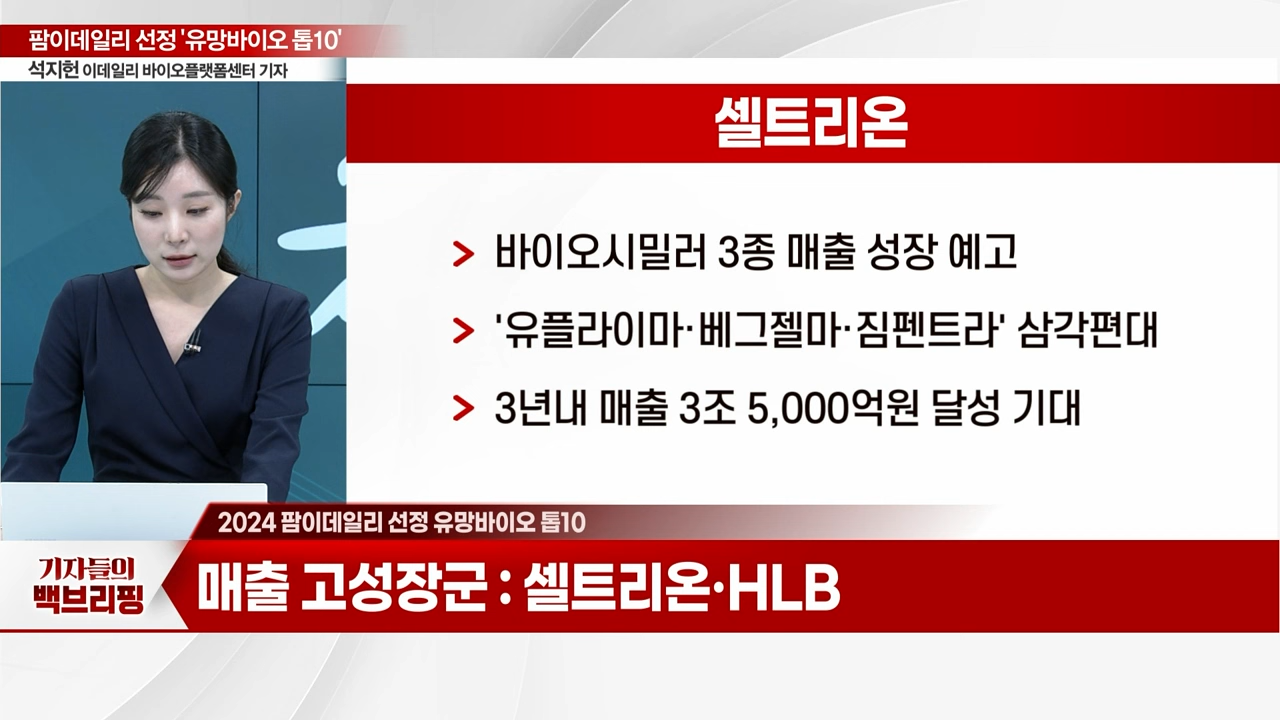 팜이데일리 선정 '유망바이오 톱10'
석지헌 이데일리 바이오플랫폼센터 기자
셀트리온
> 바이오시밀러 3종 매출 성장 예고
> '유플라이마·베그젤마·짐펜트라' 삼각편대
> 3년내 매출 3조 5,000억원 달성 기대
2024 팜이데일리 선정 유망바이오 톱10
기자들의
백브리핑
매출 고성장군 : 셀트리온·HLB